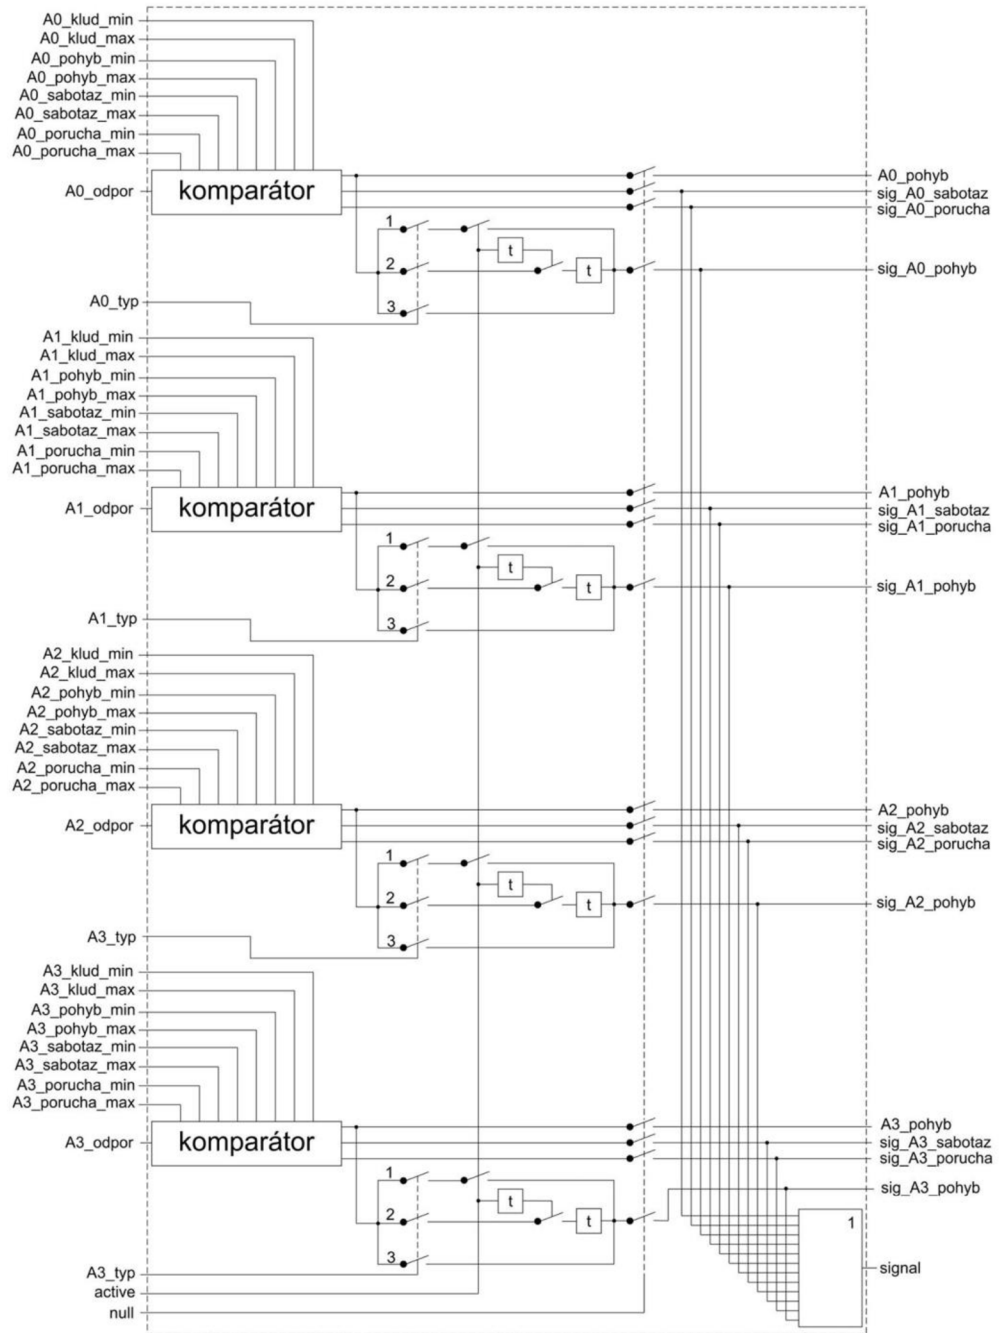 A0_klud_min
A0_klud_max
A0_pohyb_min
A0_pohyb_max
A0_sabotaz_min
A0_sabotaz_max
A0_porucha_min
A0_porucha_max
A0_odpor
komparátor
A0_pohyb
sig_A0_sabotaz
sig_A0_porucha
1
t
2
t
sig_A0_pohyb
3
A0_typ
A1_klud_min
A1_klud_max
A1_pohyb_min
A1_pohyb_max
A1_sabotaz_min
A1_sabotaz_max
A1_porucha_min
A1_porucha_max
A1_odpor
komparátor
A1_pohyb
sig_A1_sabotaz
sig_A1_porucha
1
t
2
t
sig_A1_pohyb
3
A1_typ
A2_klud_min
A2_klud_max
A2_pohyb_min
A2_pohyb_max
A2_sabotaz_min
A2_sabotaz_max
A2_porucha_min
A2_porucha_max
A2_odpor
komparátor
A2_pohyb
sig_A2_sabotaz
sig_A2_porucha
1
t
2
t
sig_A2_pohyb
3
A3_typ
A3_klud_min
A3_klud_max
A3_pohyb_min
A3_pohyb_max
A3_sabotaz_min
A3_sabotaz_max
A3_porucha_min
A3_porucha_max
A3_odpor
komparátor
A3_pohyb
sig_A3_sabotaz
sig_A3_porucha
1
sig_A3_pohyb
t
2
t
1
3
signal
A3_typ
active
null